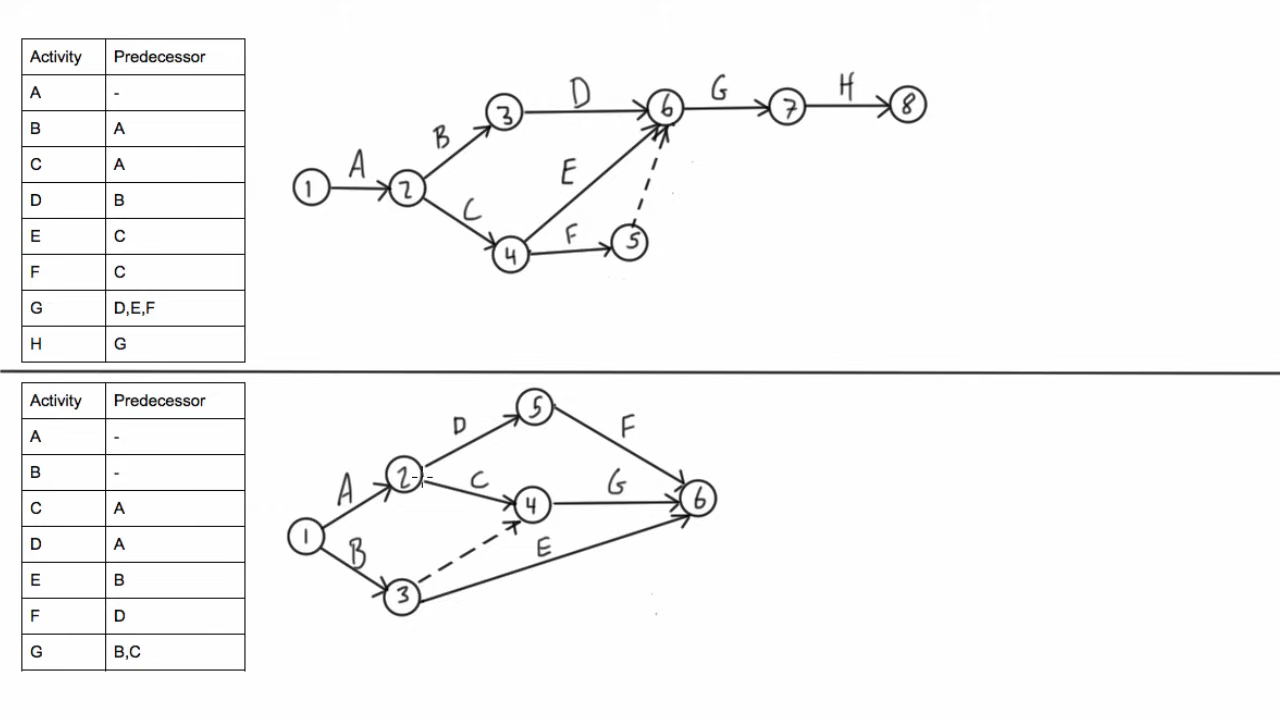 Activity Predecessor
A -
B A
C A
D B
E C
F C
G D,E,F
H G
1 A 2 B 3 D 6 G 7 H 8
C 4 E F 5
Activity Predecessor
A -
B -
C A
D A
E B
F D
G B,C
1 A 2 D 5 F
C 4 G 6
B 3 E